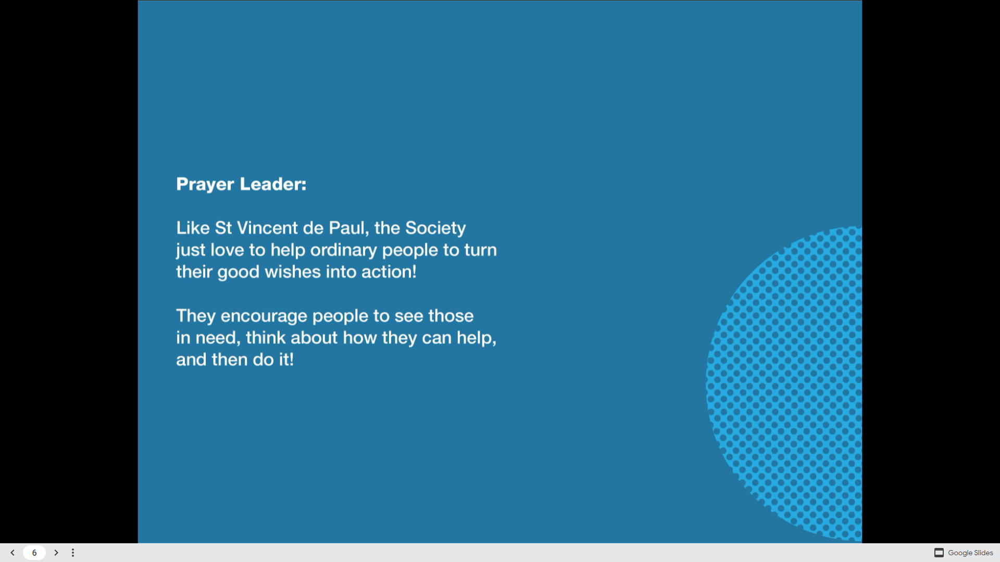 Prayer Leader:
Like St Vincent de Paul, the Society
just love to help ordinary people to turn
their good wishes into action!
They encourage people to see those
in need, think about how they can help,
and then do it!
6
Google Slides